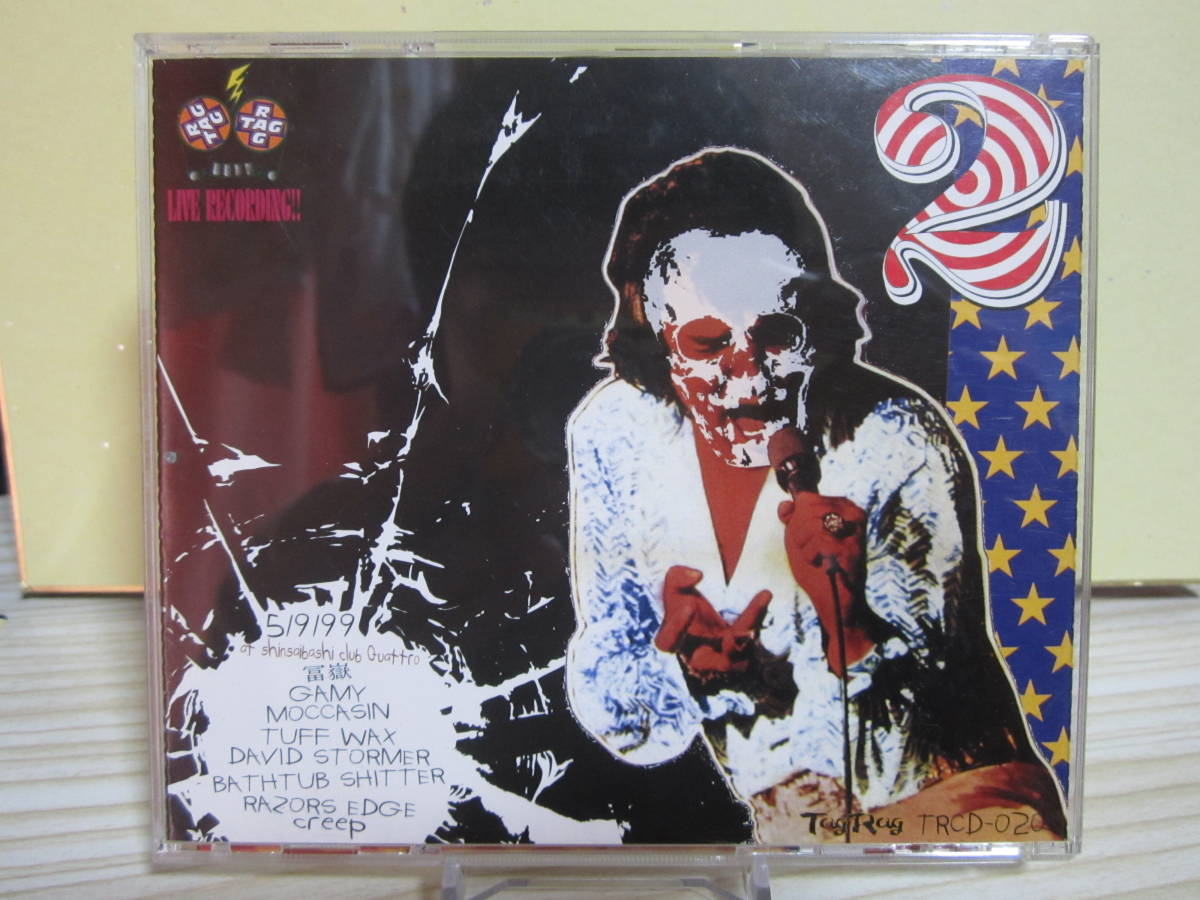 RAG
TAG
RAG
TAG
LIVE RECORDING!!
2
5/9/99
at shinsaibashi club Quattro
冨嶽
GAMY
MOCCASIN
TUFF WAX
DAVID STORMER
BATHTUB SHITTER
RAZORS EDGE
creep
TagRag TRCD-020